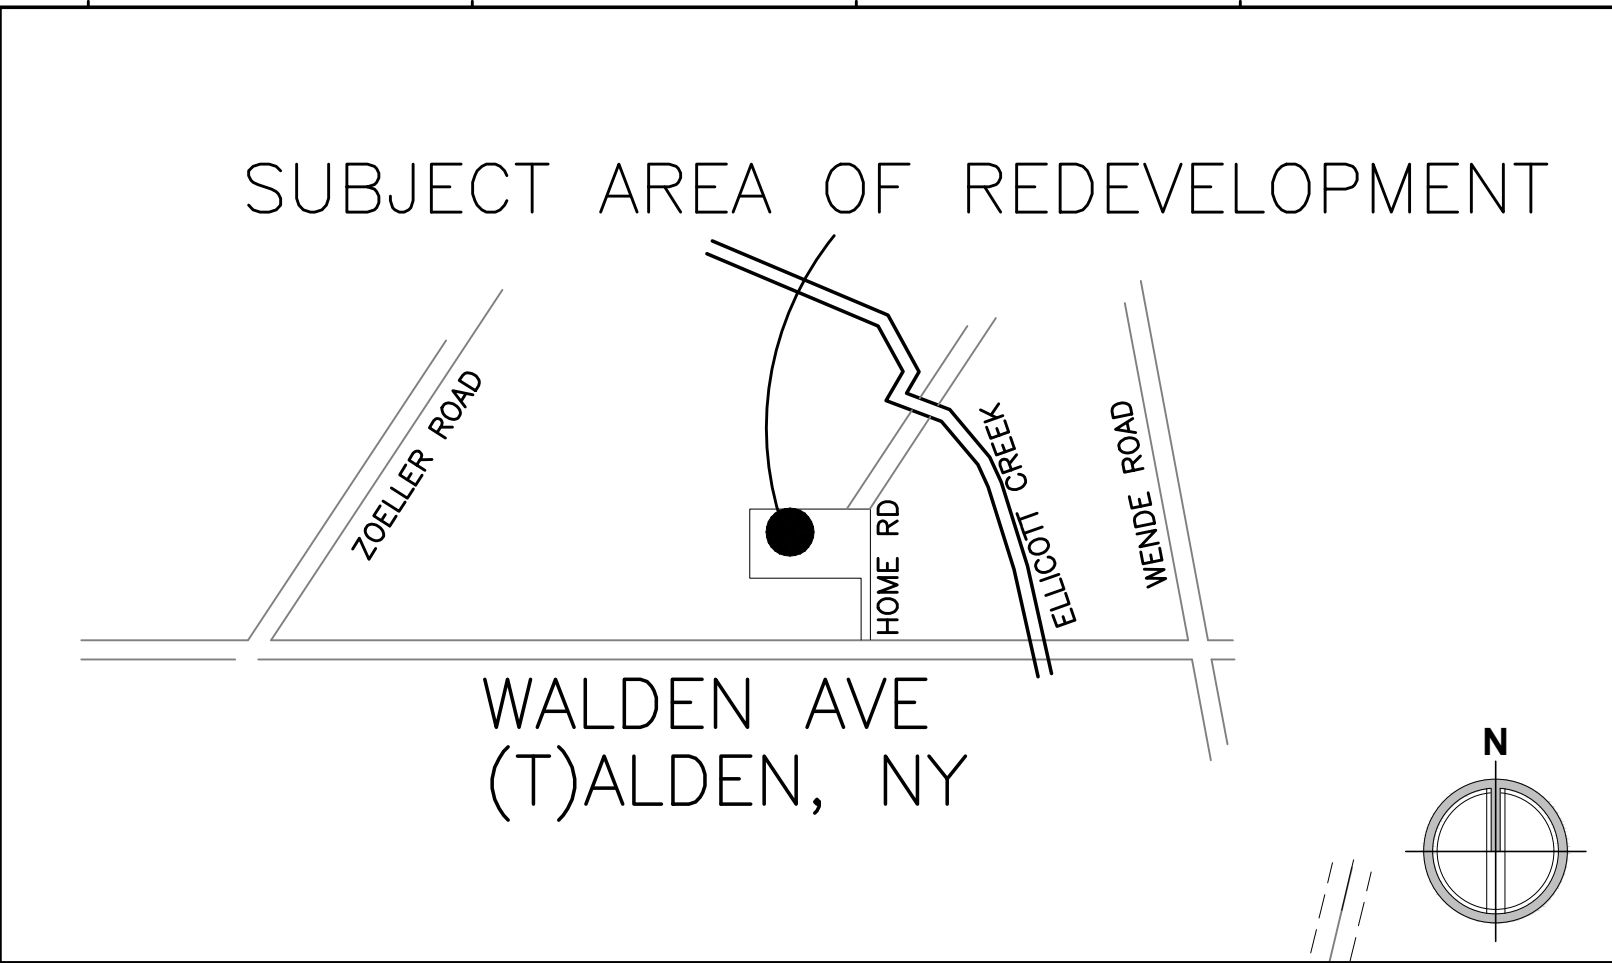 SUBJECT AREA OF REDEVELOPMENT
ZOELLER ROAD
HOME RD
ELLICOTT CREEK
WENDE ROAD
WALDEN AVE
(T)ALDEN, NY
N